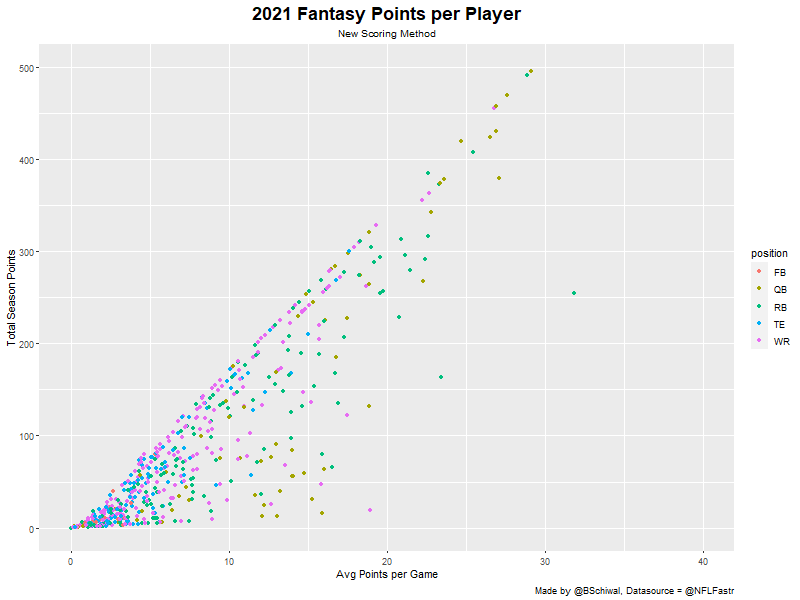 2021 Fantasy Points per Player
New Scoring Method
Total Season Points
500
400
300
200
100
0
0 10 20 30 40
Avg Points per Game
position
FB
QB
RB
TE
WR
Made by @BSchiwal, Datasource = @NFLFastr